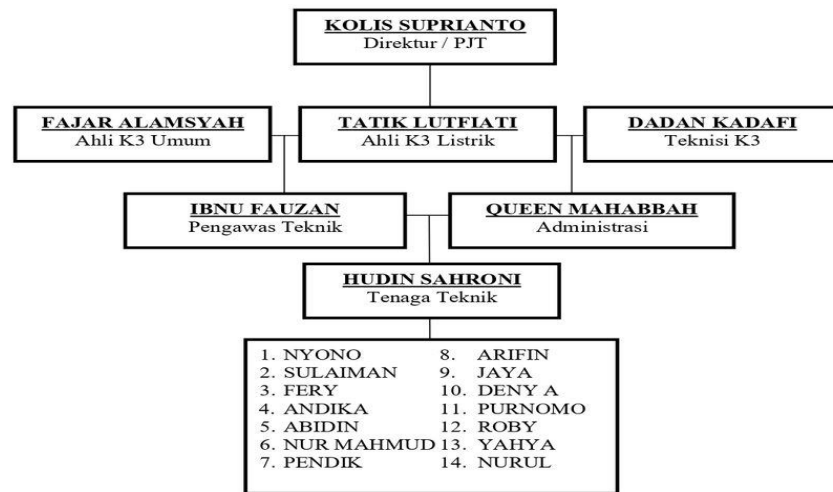 KOLIS SUPRIANTO
Direktur / PJT
FAJAR ALAMSYAH
Ahli K3 Umum
TATIK LUTFIATI
Ahli K3 Listrik
DADAN KADAFI
Teknisi K3
IBNU FAUZAN
Pengawas Teknik
QUEEN MAHABBAH
Administrasi
HUDIN SAHRONI
Tenaga Teknik
1. NYONO
2. SULAIMAN
3. FERY
4. ANDIKA
5. ABIDIN
6. NUR MAHMUD
7. PENDIK
8. ARIFIN
9. JAYA
10. DENY A
11. PURNOMO
12. ROBY
13. YAHYA
14. NURUL